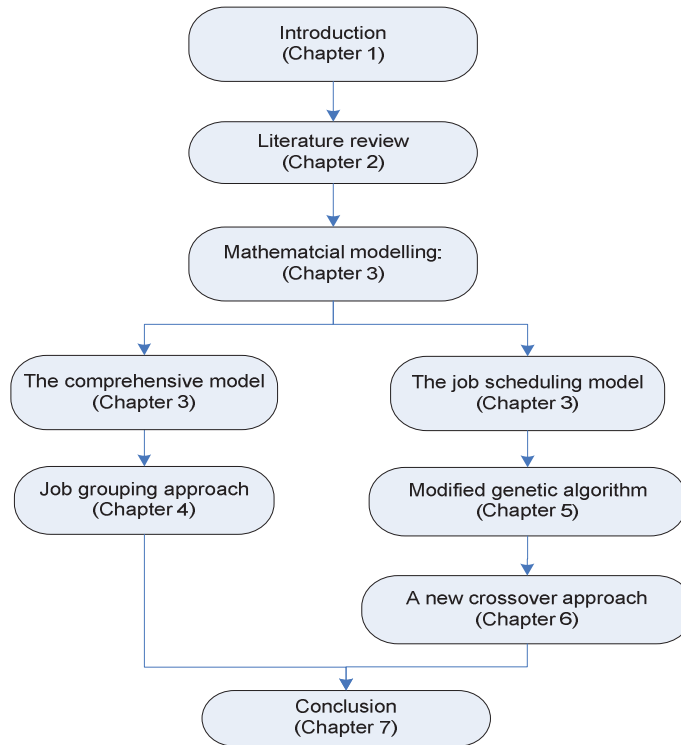 Introduction
(Chapter 1)
Literature review
(Chapter 2)
Mathematcial modelling:
(Chapter 3)
The comprehensive model
(Chapter 3)
The job scheduling model
(Chapter 3)
Job grouping approach
(Chapter 4)
Modified genetic algorithm
(Chapter 5)
A new crossover approach
(Chapter 6)
Conclusion
(Chapter 7)